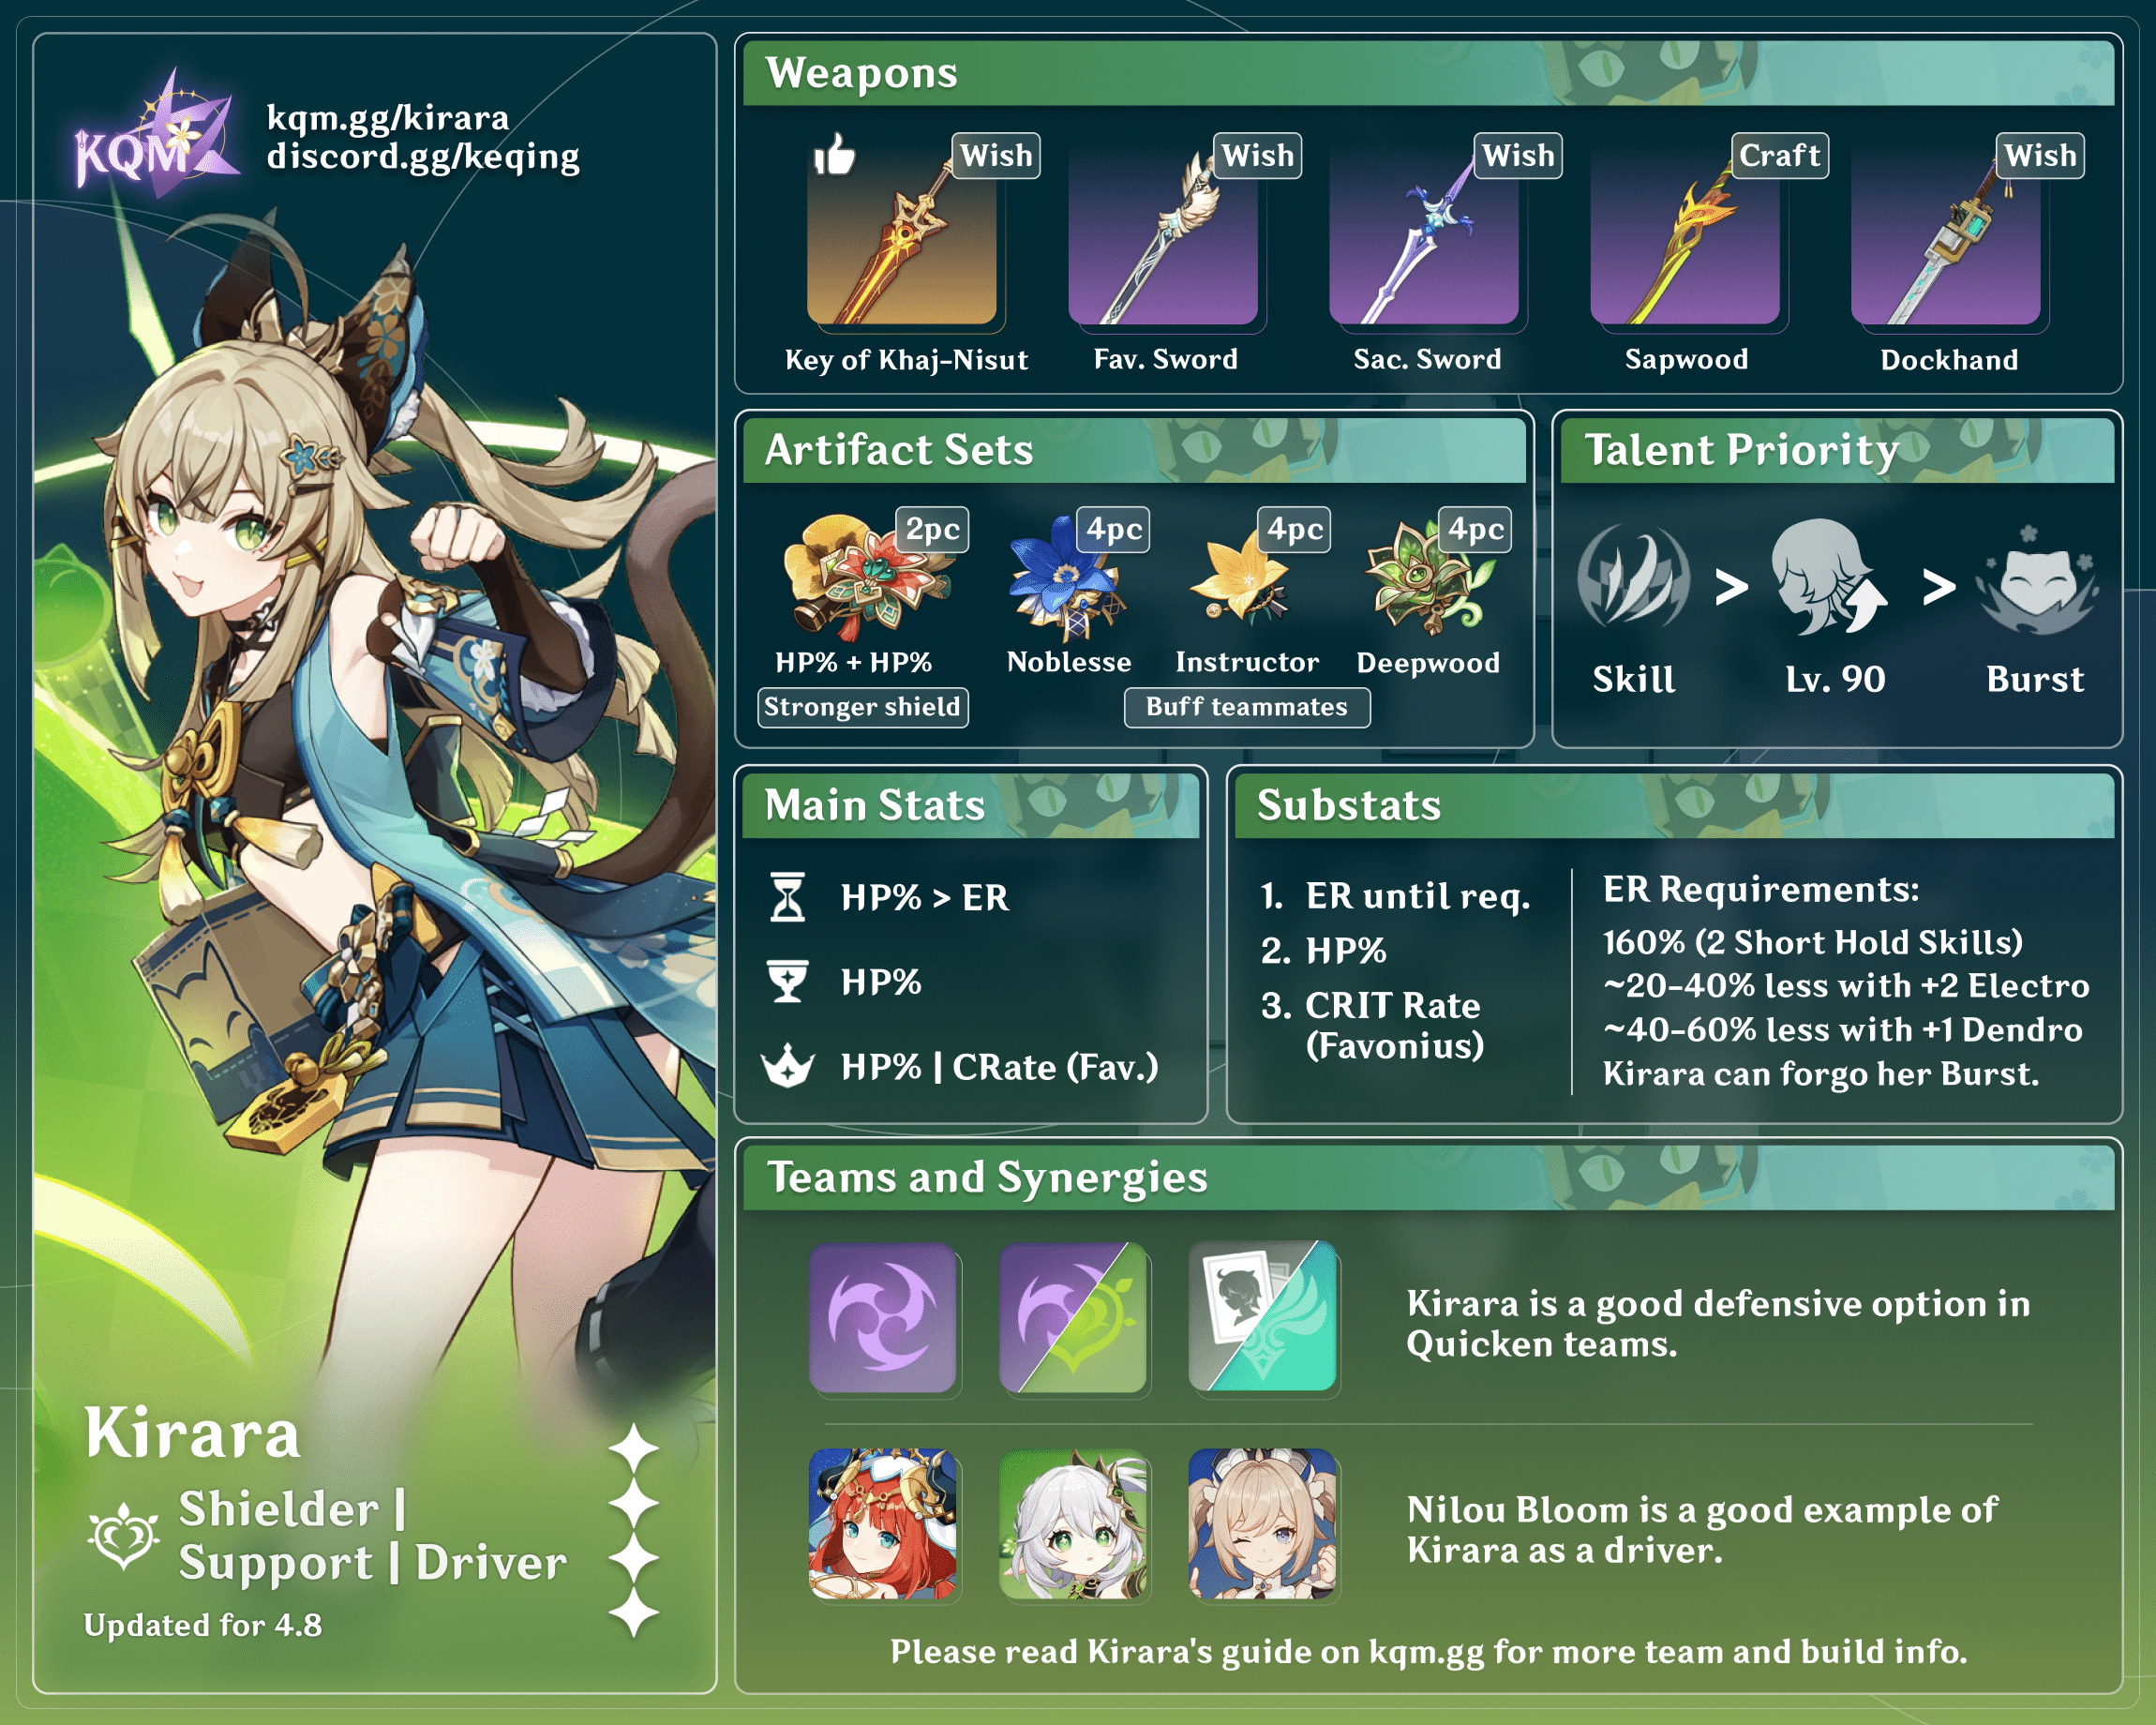 KQM
kqm.gg/kirara
discord.gg/keqing
Kirara
Shielder |
Support | Driver
Updated for 4.8
Weapons
Wish
Wish
Wish
Craft
Wish
Key of Khaj-Nisut
Fav. Sword
Sac. Sword
Sapwood
Dockhand
Artifact Sets
2pc
4pc
4pc
4pc
HP% + HP%
Noblesse
Instructor
Deepwood
Stronger shield
Buff teammates
Talent Priority
> >
Skill
Lv. 90
Burst
Main Stats
HP% > ER
HP%
HP% | CRate (Fav.)
Substats
1. ER until req.
2. HP%
3. CRIT Rate
(Favonius)
ER Requirements:
160% (2 Short Hold Skills)
~20-40% less with +2 Electro
~40-60% less with +1 Dendro
Kirara can forgo her Burst.
Teams and Synergies
Kirara is a good defensive option in
Quicken teams.
Nilou Bloom is a good example of
Kirara as a driver.
Please read Kirara's guide on kqm.gg for more team and build info.